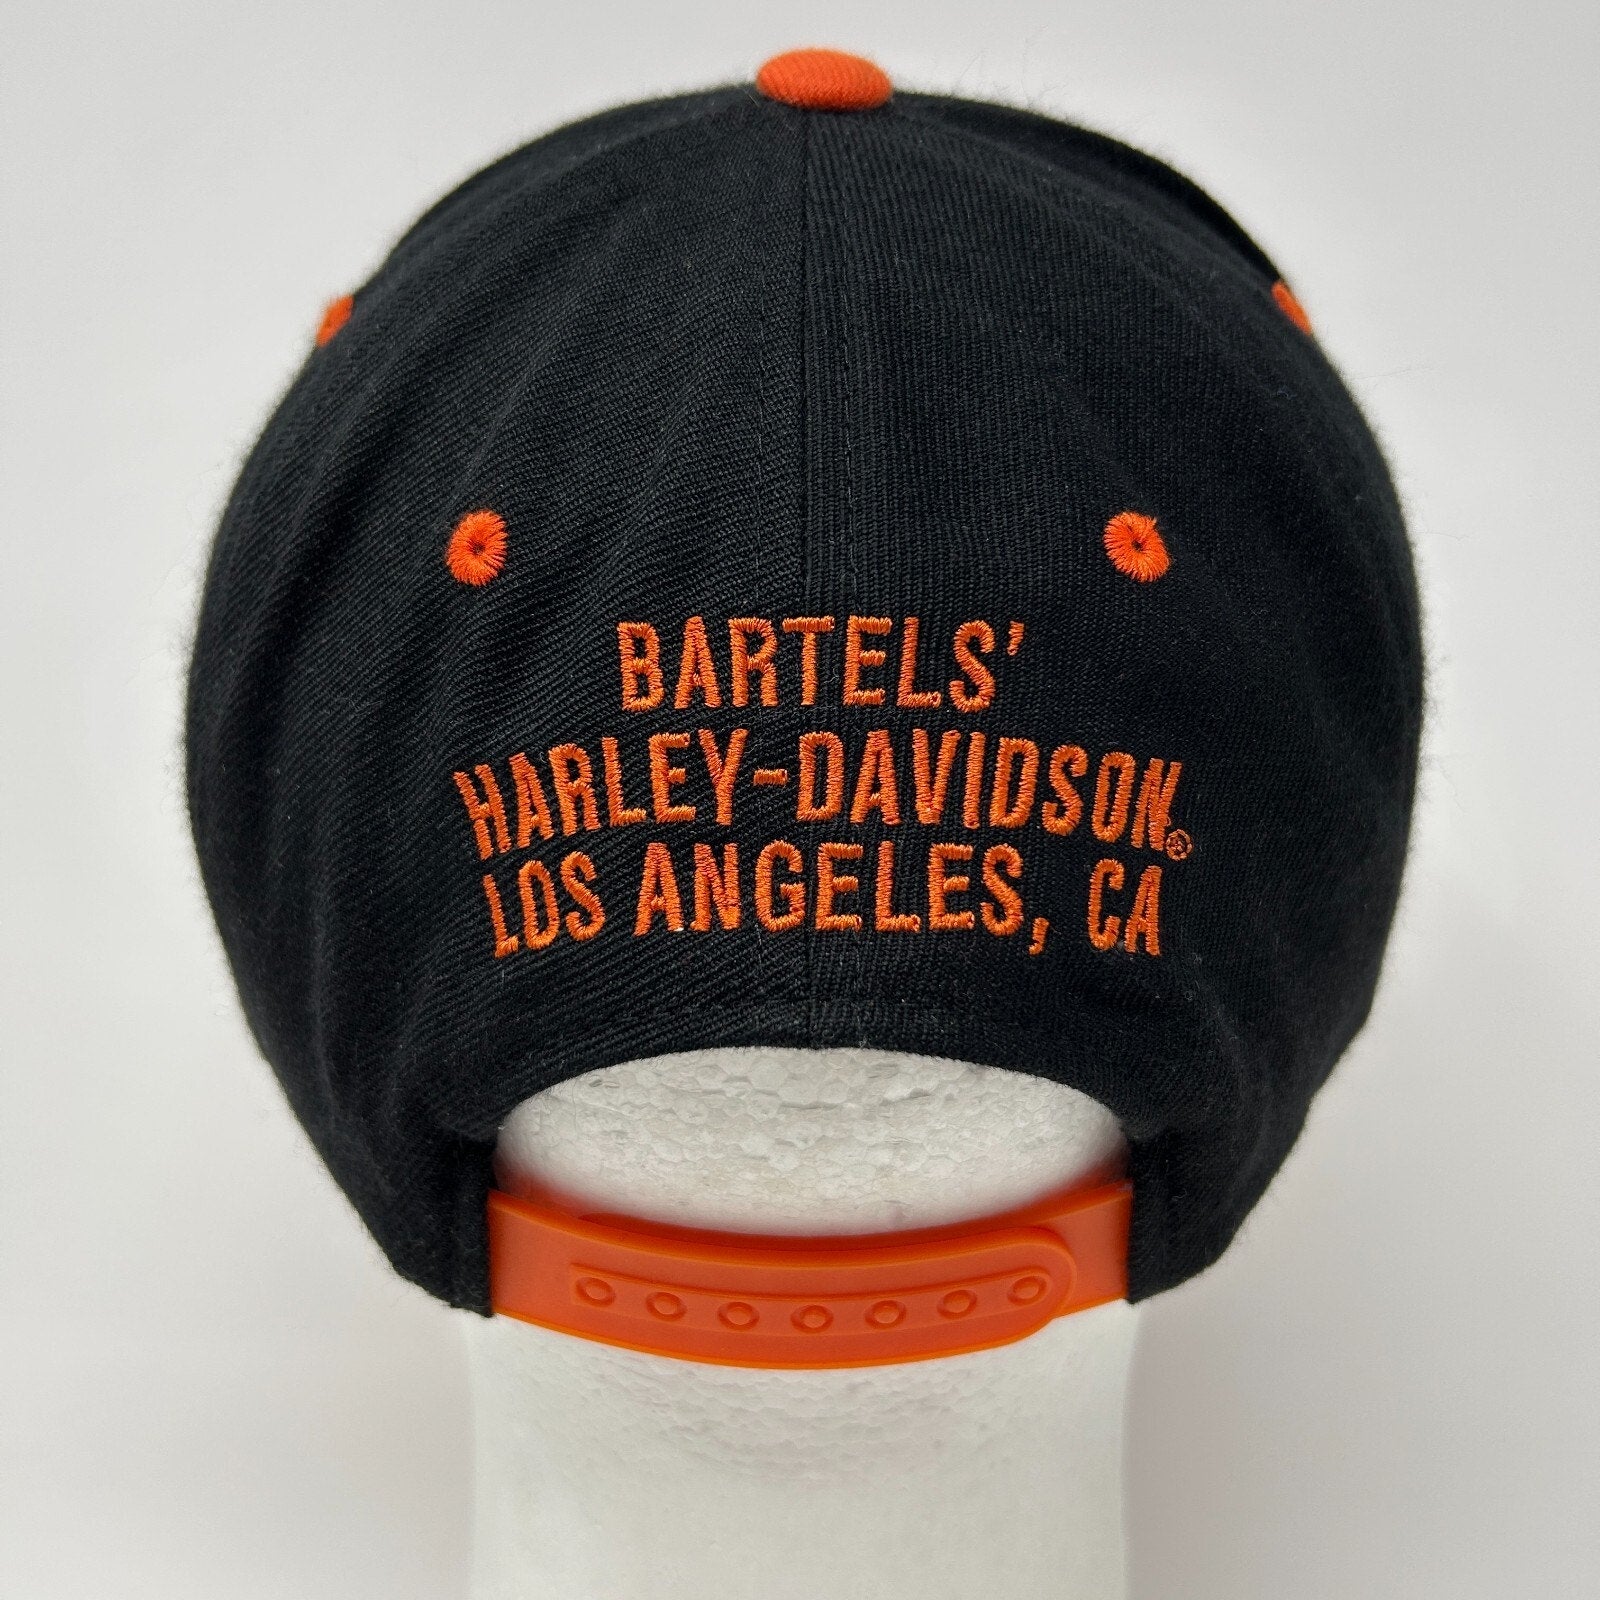 BARTELS'
HARLEY-DAVIDSON®
LOS ANGELES, CA